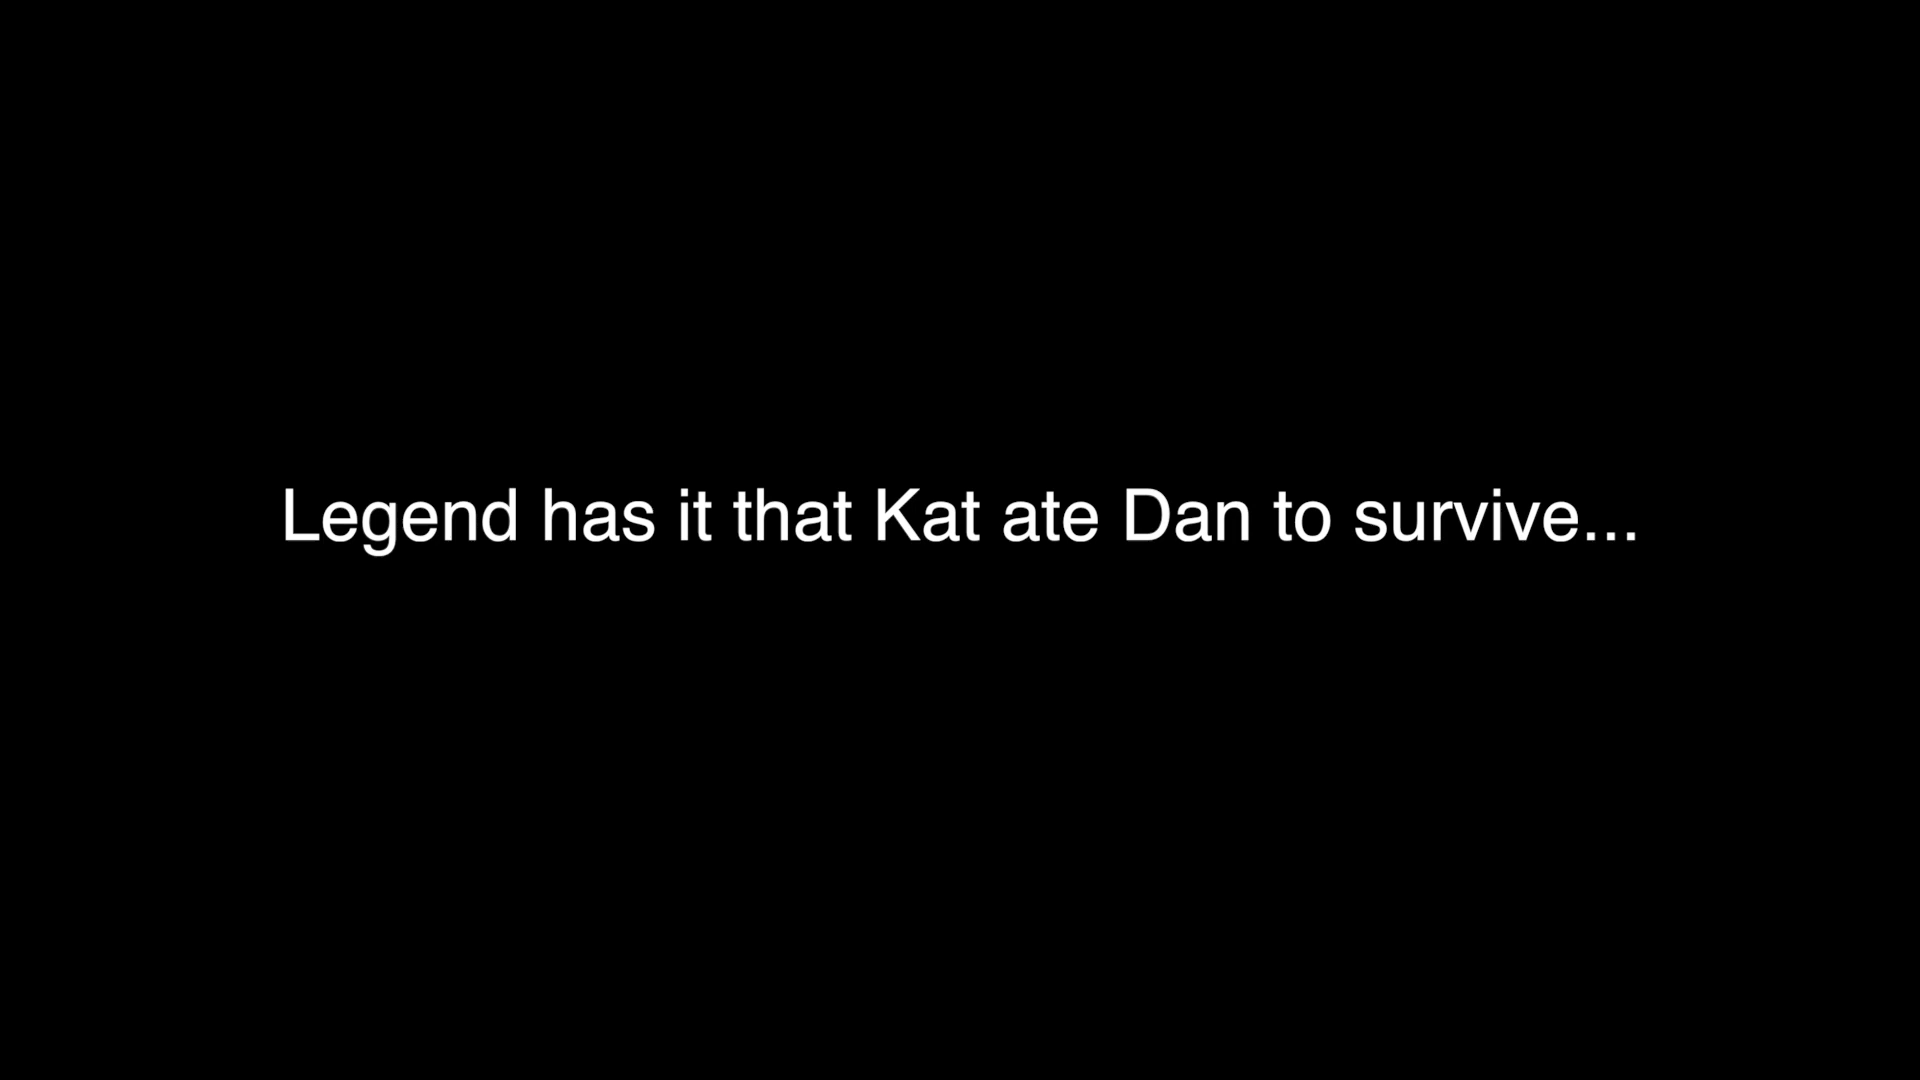 Legend has it that Kat ate Dan to survive...